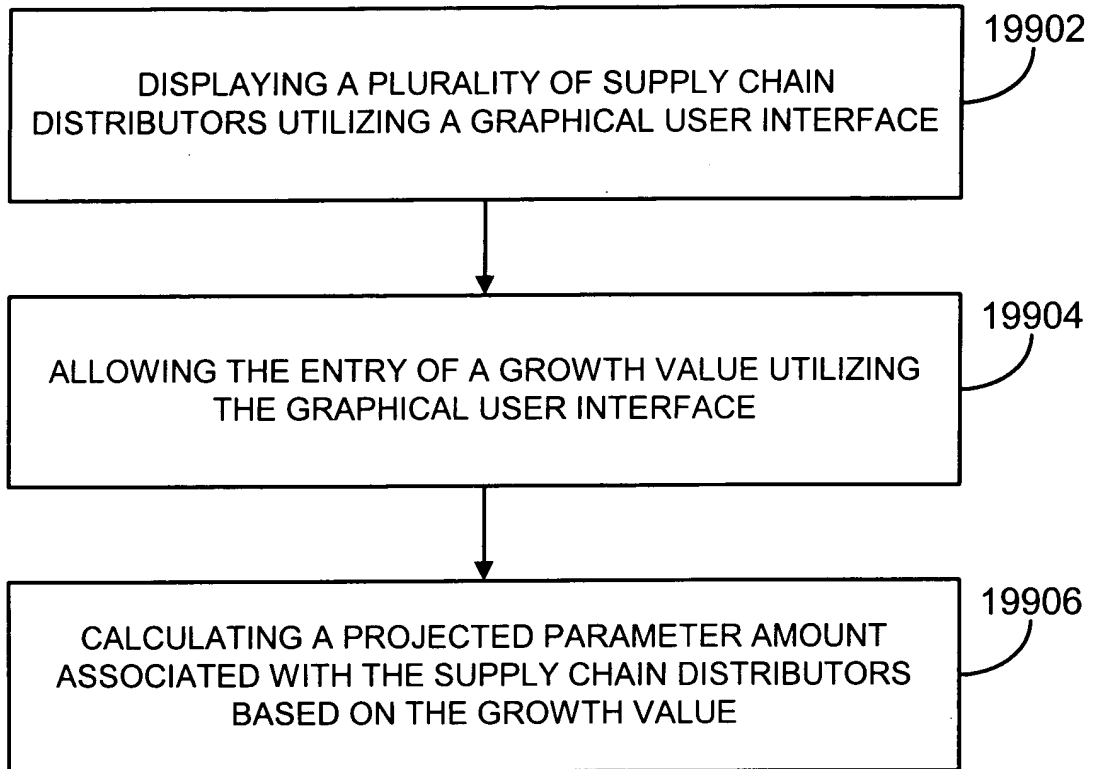 19902
DISPLAYING A PLURALITY OF SUPPLY CHAIN
DISTRIBUTORS UTILIZING A GRAPHICAL USER INTERFACE
19904
ALLOWING THE ENTRY OF A GROWTH VALUE UTILIZING
THE GRAPHICAL USER INTERFACE
19906
CALCULATING A PROJECTED PARAMETER AMOUNT
ASSOCIATED WITH THE SUPPLY CHAIN DISTRIBUTORS
BASED ON THE GROWTH VALUE